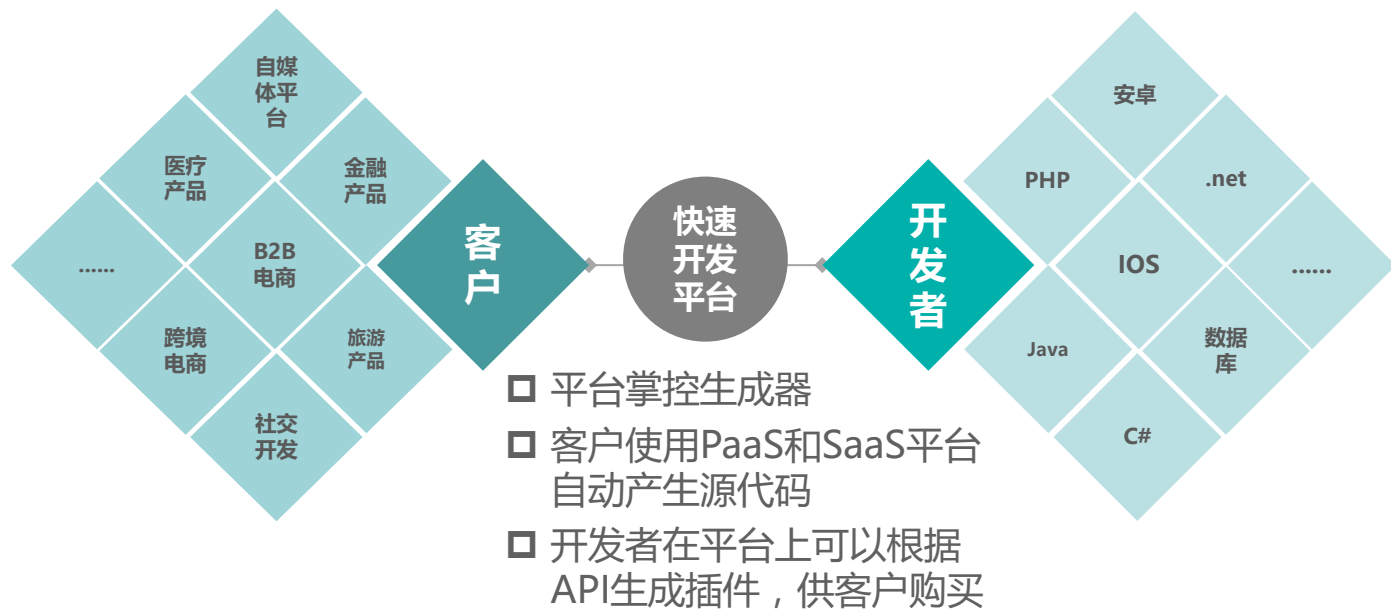 自媒
体平
台
医疗
产品
金融
产品
......
B2B
电商
跨境
电商
旅游
产品
社交
开发
客
户
快速
开发
平台
开
发
者
安卓
PHP
.net
IOS
......
Java
数据
库
C#
平台掌控生成器
客户使用PaaS和SaaS平台
自动产生源代码
开发者在平台上可以根据
API生成插件，供客户购买